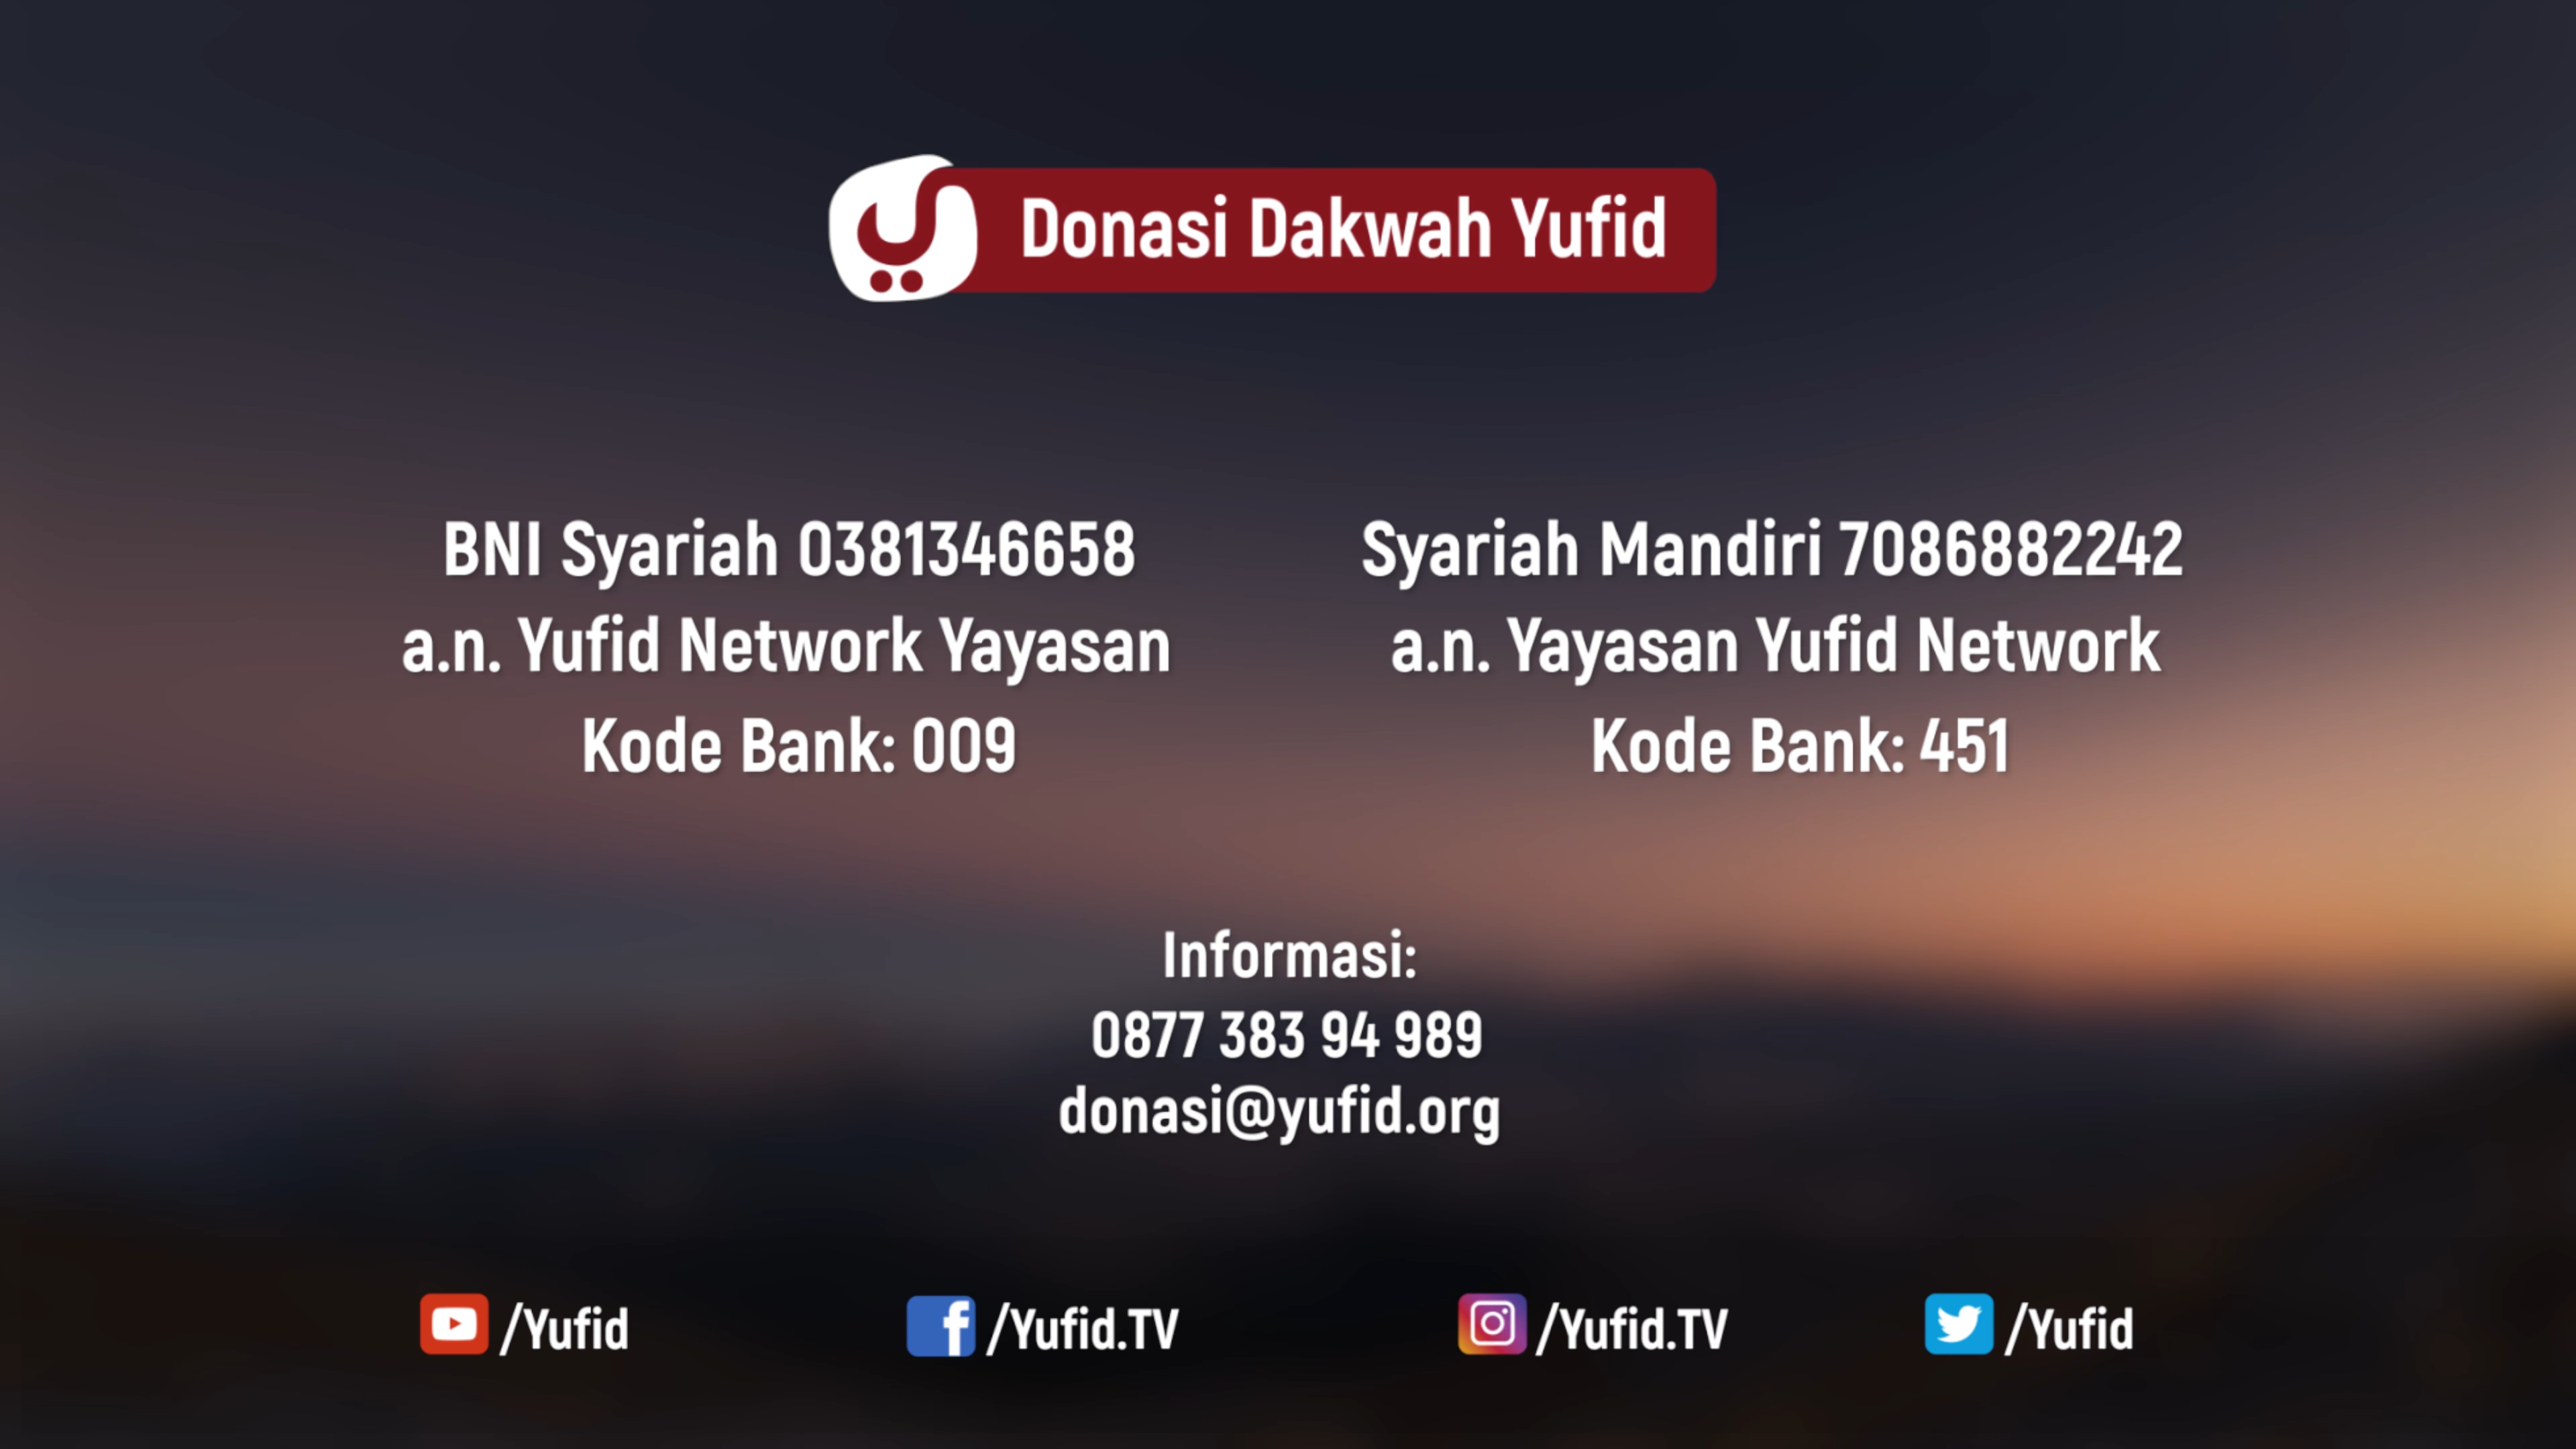 Donasi Dakwah Yufid
BNI Syariah 0381346658
a.n. Yufid Network Yayasan
Kode Bank: 009
Syariah Mandiri 7086882242
a.n. Yayasan Yufid Network
Kode Bank: 451
Informasi:
0877 383 94 989
donasi@yufid.org
/Yufid
/Yufid.TV
/Yufid.TV
/Yufid